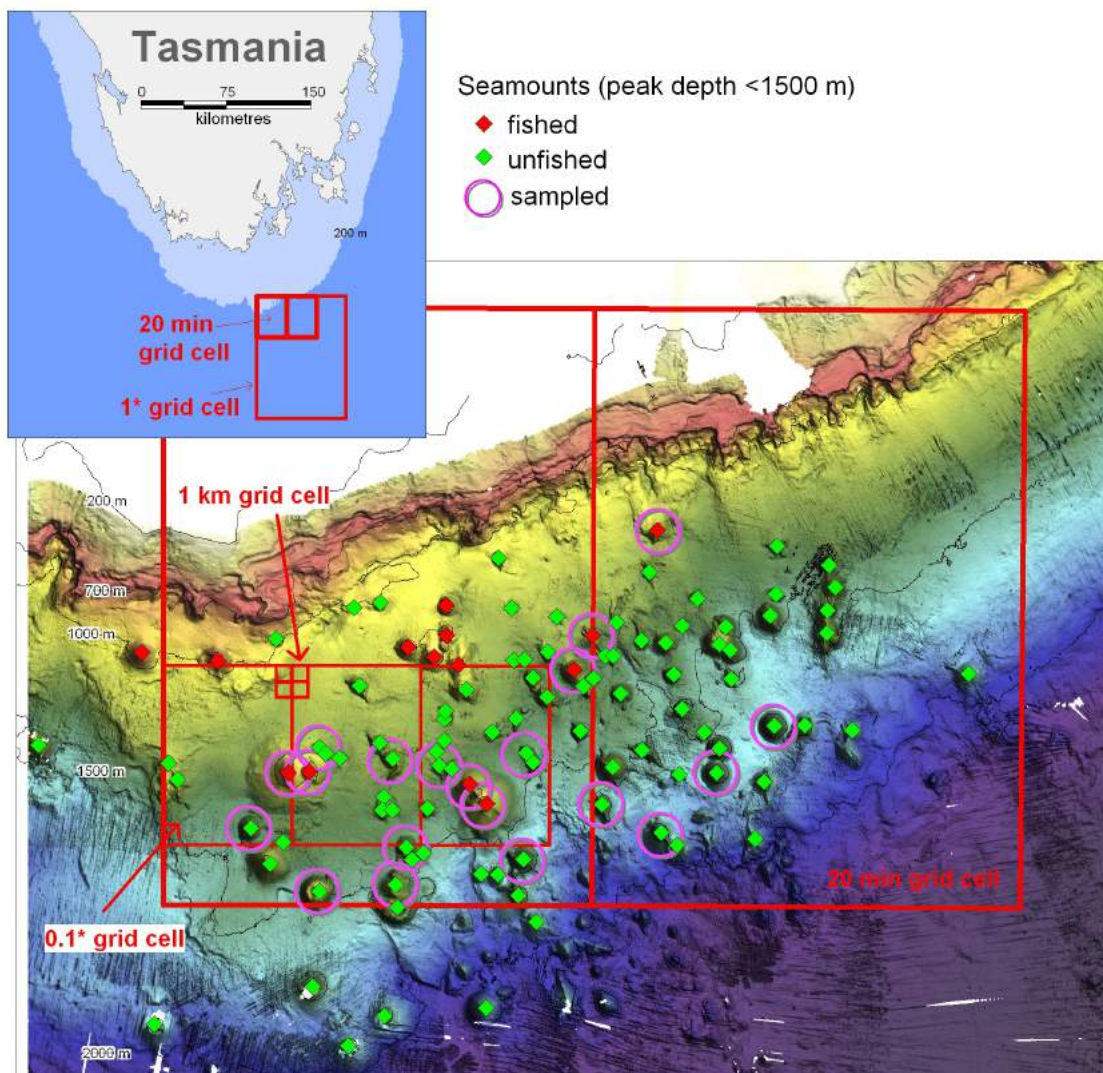 Tasmania
0 75 150
kilometres
200 m
20 min
grid cell
1* grid cell
Seamounts (peak depth <1500 m)
fished
unfished
sampled
1 km grid cell
200 m
700 m
1000 m
1500 m
20 min grid cell
0.1* grid cell
2000 m